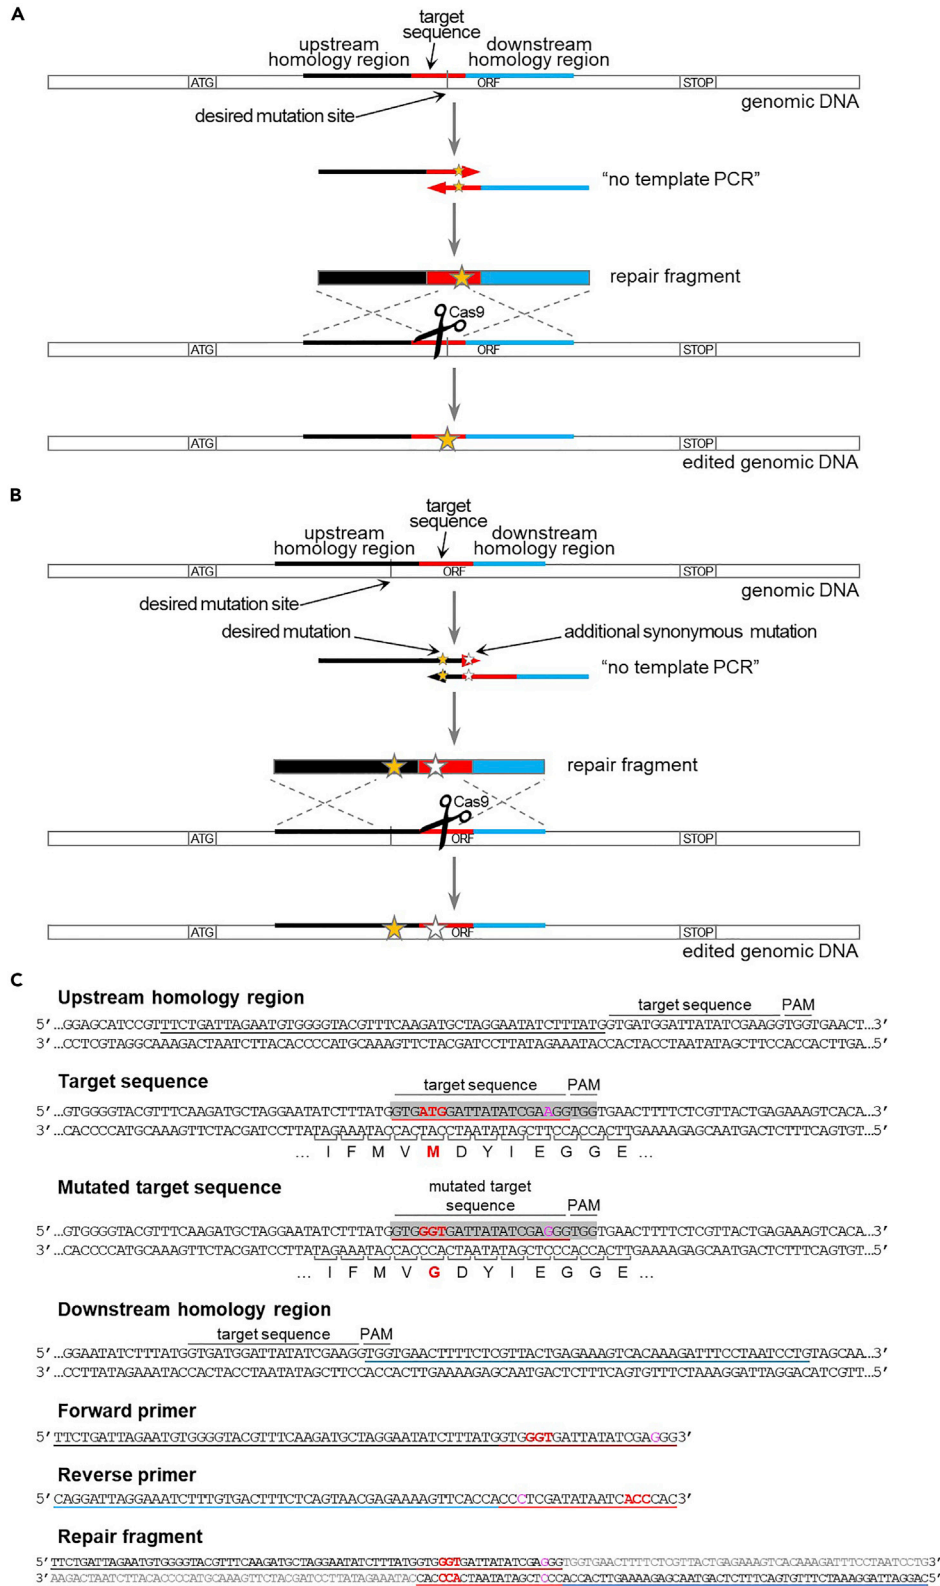 A
target
sequence
upstream
homology region
downstream
homology region
ATG
ORF
STOP
genomic DNA
desired mutation site
“no template PCR”
repair fragment
Cas9
ATG
ORF
STOP
ATG
STOP
edited genomic DNA
B
target
sequence
upstream
homology region
downstream
homology region
ATG
ORF
STOP
genomic DNA
desired mutation site
desired mutation
additional synonymous mutation
“no template PCR”
repair fragment
Cas9
ATG
ORF
STOP
ATG
ORF
STOP
edited genomic DNA
C
Upstream homology region
target sequence PAM
5’…GGAGCATCCGTTTCTGATTAGAATGTGGGGTACGTTTCAAGATGCTAGGAATATCTTTATGGTGATGGATTATATCGAAGGTGGTGAACT…3’
3’…CCTCGTAGGCAAAGACTAATCTTACACCCCATGCAAAGTTCTACGATCCTTATAGAAATACCACTACCTAATATAGCTTCCACCACTTGA…5’
Target sequence
target sequence PAM
5’…GTGGGGTACGTTTCAAGATGCTAGGAATATCTTTATGGTGATGGATTATATCGAAGGTGGTGAACTTTTCTCGTTACTGAGAAAGTCACA…3’
3’…CACCCCATGCAAAGTTCTACGATCCTTATAGAAATACCACTACCTAATATAGCTTCCACCACTTGAAAAGAGCAATGACTCTTTCAGTGT…5’
… I F M V M D Y I E G G E …
Mutated target sequence
mutated target
sequence PAM
5’…GTGGGGTACGTTTCAAGATGCTAGGAATATCTTTATGGTGGGTGATTATATCGAGGGTGGTGAACTTTTCTCGTTACTGAGAAAGTCACA…3’
3’…CACCCCATGCAAAGTTCTACGATCCTTATAGAAATACCACCCACTAATATAGCTCCCACCACTTGAAAAGAGCAATGACTCTTTCAGTGT…5’
… I F M V G D Y I E G G E …
Downstream homology region
target sequence PAM
5’…GGAATATCTTTATGGTGATGGATTATATCGAAGGTGGTGAACTTTTCTCGTTACTGAGAAAGTCACAAAGATTTCCTAATCCTGTAGCAA…3’
3’…CCTTATAGAAATACCACTACCTAATATAGCTTCCACCACTTGAAAAGAGCAATGACTCTTTCAGTGTTTCTAAAGGATTAGGACATCGTT…5’
Forward primer
5’TTCTGATTAGAATGTGGGGTACGTTTCAAGATGCTAGGAATATCTTTATGGTGGGTGATTATATCGAGGG3’
Reverse primer
5’CAGGATTAGGAAATCTTTGTGACTTTCTCAGTAACGAGAAAAGTTCACCACCCTCGATATAATCACCCAC3’
Repair fragment
5’TTCTGATTAGAATGTGGGGTACGTTTCAAGATGCTAGGAATATCTTTATGGTGGGTGATTATATCGAGGGTGGTGAACTTTTCTCGTTACTGAGAAAGTCACAAAGATTTCCTAATCCTG3’
3’AAGACTAATCTTACACCCCATGCAAAGTTCTACGATCCTTATAGAAATACCACCCACTAATATAGCTCCCACCACTTGAAAAGAGCAATGACTCTTTCAGTGTTTCTAAAGGATTAGGAC5’